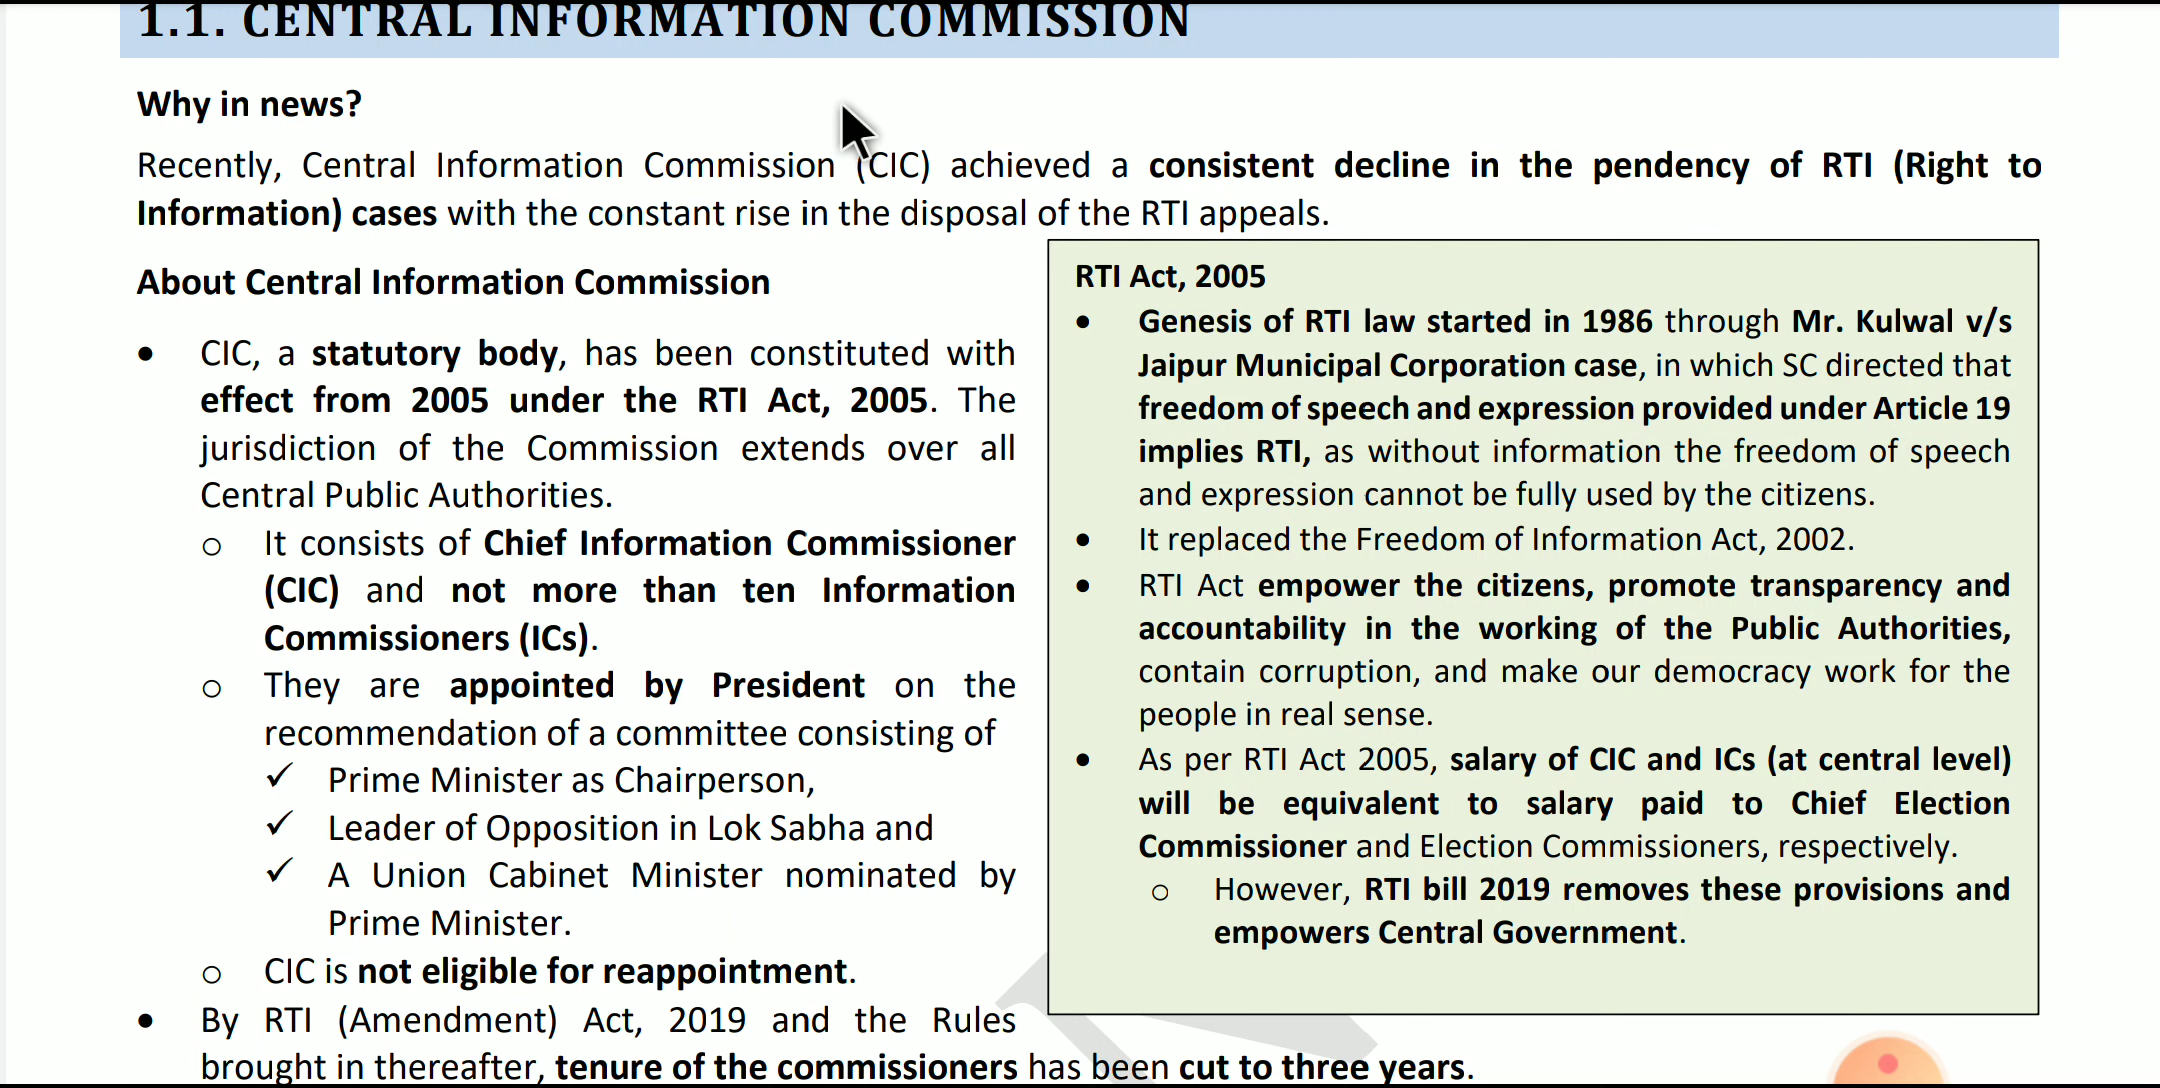 1.1. CENTRAL INFORMATION COMMISSION
Why in news?
Recently, Central Information Commission (CIC) achieved a consistent decline in the pendency of RTI (Right to
Information) cases with the constant rise in the disposal of the RTI appeals.
About Central Information Commission
• CIC, a statutory body, has been constituted with
effect from 2005 under the RTI Act, 2005. The
jurisdiction of the Commission extends over all
Central Public Authorities.
o It consists of Chief Information Commissioner
(CIC) and not more than ten Information
Commissioners (ICs).
o They are appointed by President on the
recommendation of a committee consisting of
✓ Prime Minister as Chairperson,
✓ Leader of Opposition in Lok Sabha and
✓ A Union Cabinet Minister nominated by
Prime Minister.
o CIC is not eligible for reappointment.
• By RTI (Amendment) Act, 2019 and the Rules
brought in thereafter, tenure of the commissioners has been cut to three years.
RTI Act, 2005
• Genesis of RTI law started in 1986 through Mr. Kulwal v/s
Jaipur Municipal Corporation case, in which SC directed that
freedom of speech and expression provided under Article 19
implies RTI, as without information the freedom of speech
and expression cannot be fully used by the citizens.
• It replaced the Freedom of Information Act, 2002.
• RTI Act empower the citizens, promote transparency and
accountability in the working of the Public Authorities,
contain corruption, and make our democracy work for the
people in real sense.
• As per RTI Act 2005, salary of CIC and ICs (at central level)
will be equivalent to salary paid to Chief Election
Commissioner and Election Commissioners, respectively.
o However, RTI bill 2019 removes these provisions and
empowers Central Government.